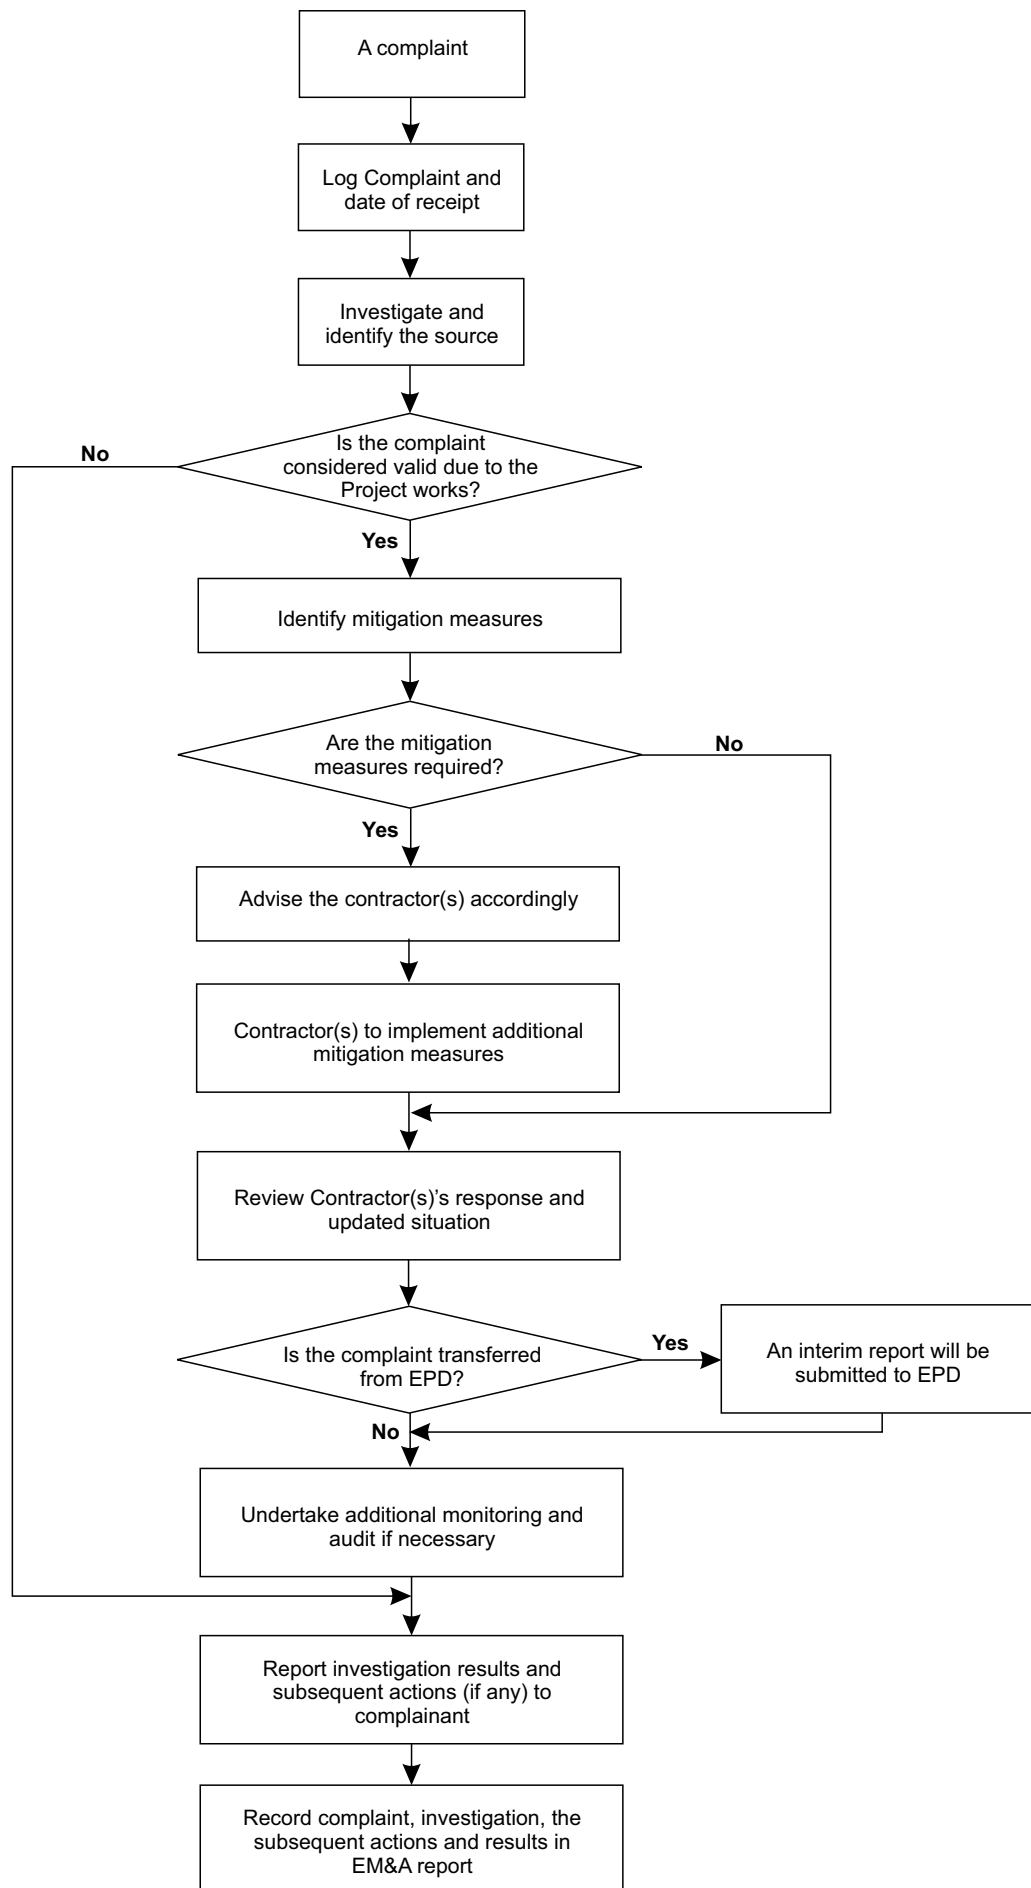 A complaint
Log Complaint and
date of receipt
Investigate and
identify the source
Is the complaint
considered valid due to the
Project works?
No
Yes
Identify mitigation measures
Are the mitigation
measures required?
No
Yes
Advise the contractor(s) accordingly
Contractor(s) to implement additional
mitigation measures
Review Contractor(s)'s response and
updated situation
Is the complaint transferred
from EPD?
Yes
An interim report will be
submitted to EPD
No
Undertake additional monitoring and
audit if necessary
Report investigation results and
subsequent actions (if any) to
complainant
Record complaint, investigation, the
subsequent actions and results in
EM&A report